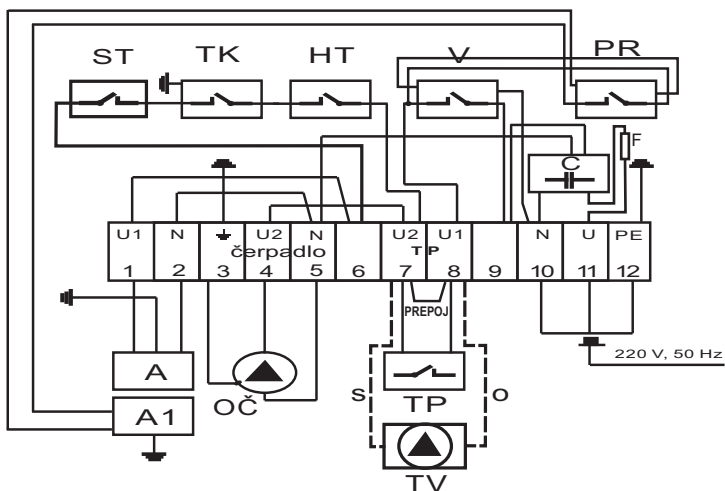 ST TK HT V PR
C F
U1 N U2 N U2 U1 N U PE
čerpadlo TP
1 2 3 4 5 6 7 8 9 10 11 12
PREPOJ
220 V, 50 Hz
A OČ TP
S O
A1
TV